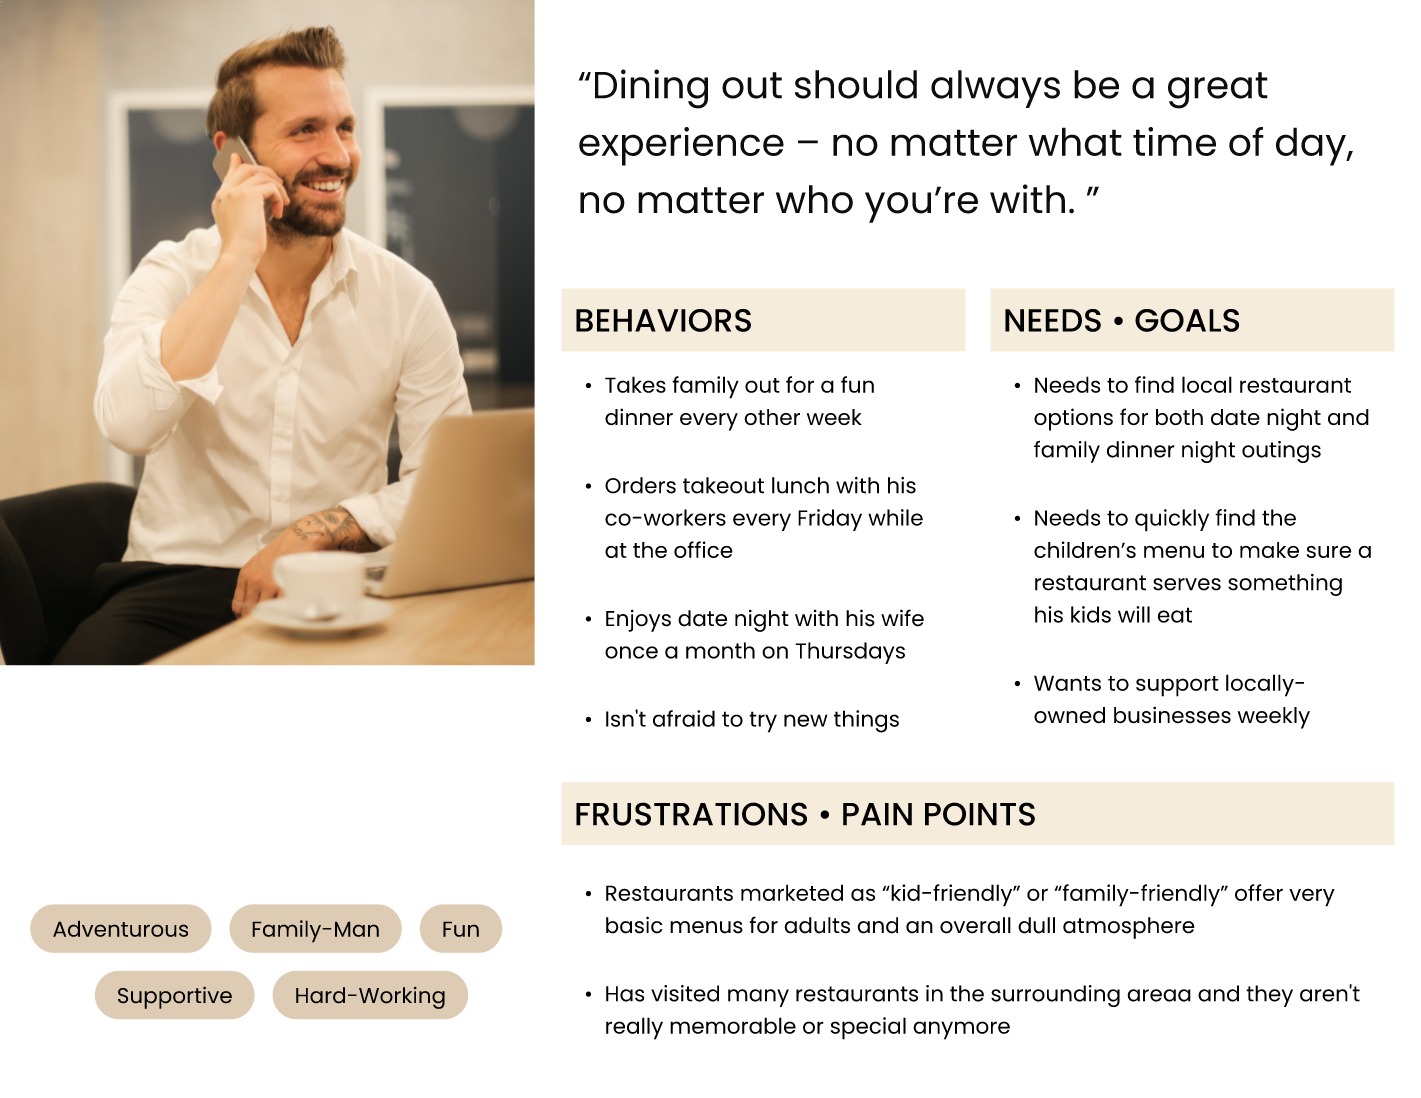 “Dining out should always be a great
experience – no matter what time of day,
no matter who you’re with. ”
BEHAVIORS
• Takes family out for a fun
dinner every other week
• Orders takeout lunch with his
co-workers every Friday while
at the office
• Enjoys date night with his wife
once a month on Thursdays
• Isn't afraid to try new things
NEEDS • GOALS
• Needs to find local restaurant
options for both date night and
family dinner night outings
• Needs to quickly find the
children’s menu to make sure a
restaurant serves something
his kids will eat
• Wants to support locally-
owned businesses weekly
FRUSTRATIONS • PAIN POINTS
• Restaurants marketed as “kid-friendly” or “family-friendly” offer very
basic menus for adults and an overall dull atmosphere
• Has visited many restaurants in the surrounding areaa and they aren't
really memorable or special anymore
Adventurous
Family-Man
Fun
Supportive
Hard-Working